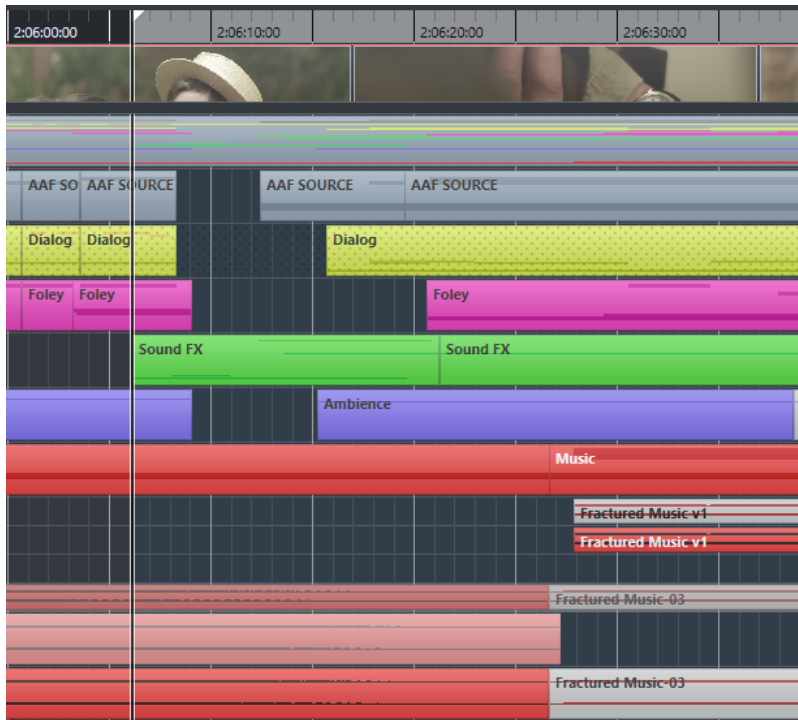 2:06:00:00 2:06:10:00 2:06:20:00 2:06:30:00
AAF SO AAF SOURCE AAF SOURCE AAF SOURCE
Dialog Dialog Dialog
Foley Foley Foley
Sound FX Sound FX
Ambience
Music
Fractured Music v1
Fractured Music v1
Fractured Music-03
Fractured Music-03